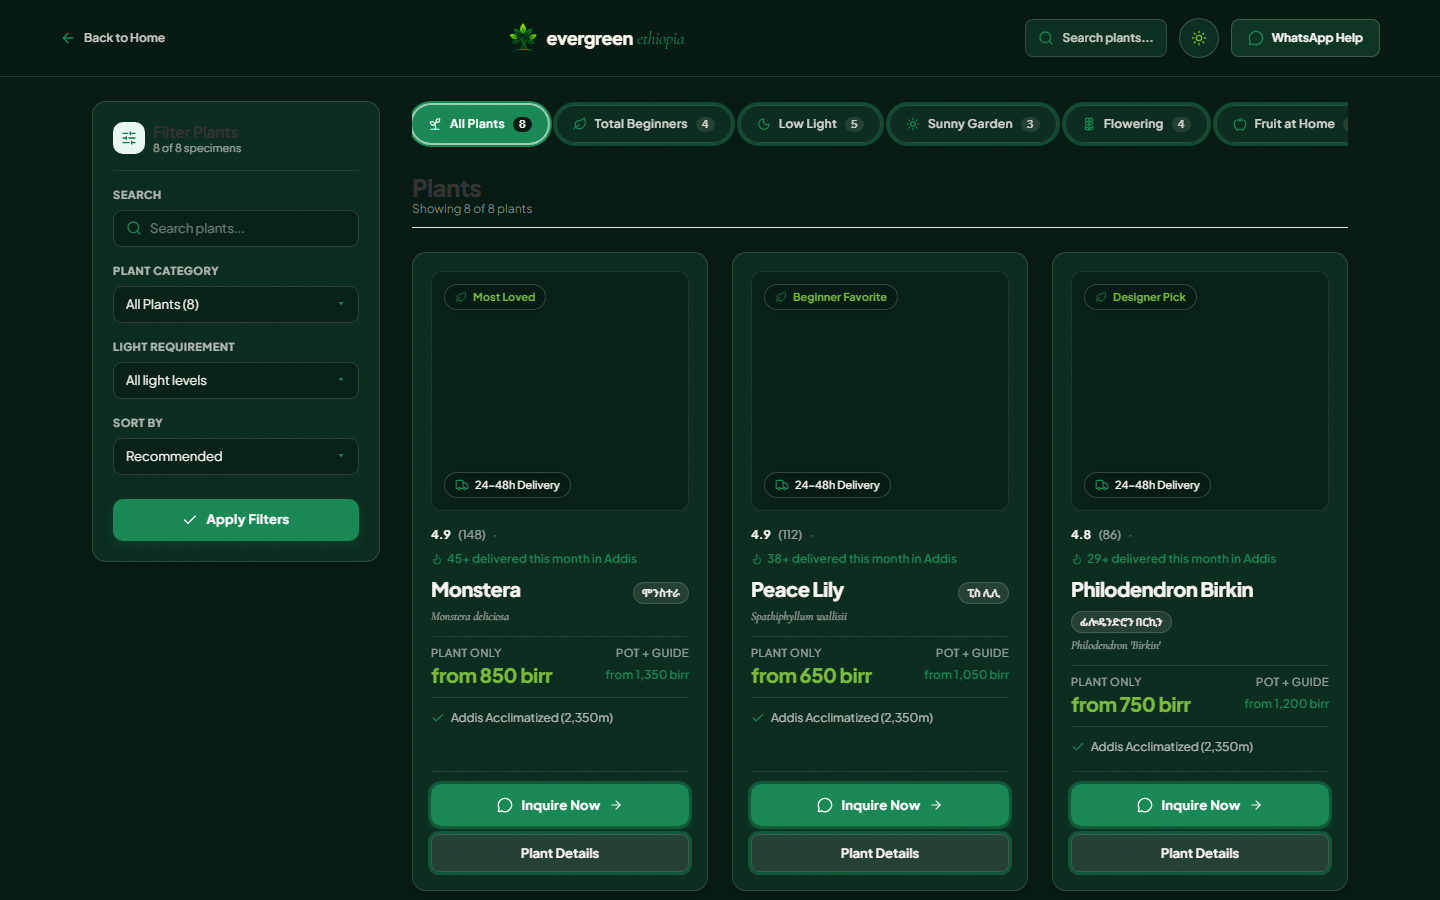 Back to Home
evergreen ethiopia
Search plants...
WhatsApp Help
Filter Plants
8 of 8 specimens
SEARCH
Search plants...
PLANT CATEGORY
All Plants (8)
LIGHT REQUIREMENT
All light levels
SORT BY
Recommended
Apply Filters
All Plants 8
Total Beginners 4
Low Light 5
Sunny Garden 3
Flowering 4
Fruit at Home
Plants
Showing 8 of 8 plants
Most Loved
24–48h Delivery
4.9 (148) ·
45+ delivered this month in Addis
Monstera
ሞንስተራ
Monstera deliciosa
PLANT ONLY
POT + GUIDE
from 850 birr
from 1,350 birr
Addis Acclimatized (2,350m)
Inquire Now
Plant Details
Beginner Favorite
24–48h Delivery
4.9 (112) ·
38+ delivered this month in Addis
Peace Lily
ፒስ ሊሊ
Spathiphyllum wallisii
PLANT ONLY
POT + GUIDE
from 650 birr
from 1,050 birr
Addis Acclimatized (2,350m)
Inquire Now
Plant Details
Designer Pick
24–48h Delivery
4.8 (86) ·
29+ delivered this month in Addis
Philodendron Birkin
ፊሎዴንድሮን በርኪን
Philodendron 'Birkin'
PLANT ONLY
POT + GUIDE
from 750 birr
from 1,200 birr
Addis Acclimatized (2,350m)
Inquire Now
Plant Details